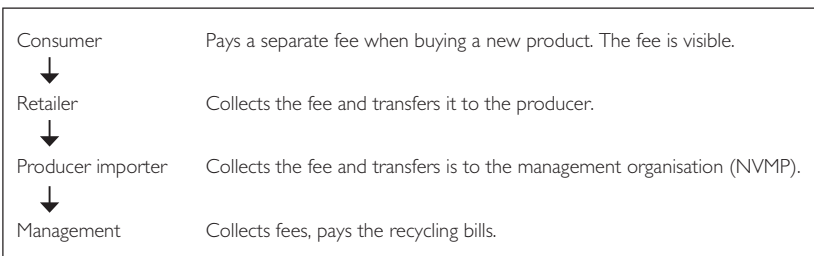 Consumer Pays a separate fee when buying a new product. The fee is visible.
Retailer Collects the fee and transfers it to the producer.
Producer importer Collects the fee and transfers is to the management organisation (NVMP).
Management Collects fees, pays the recycling bills.